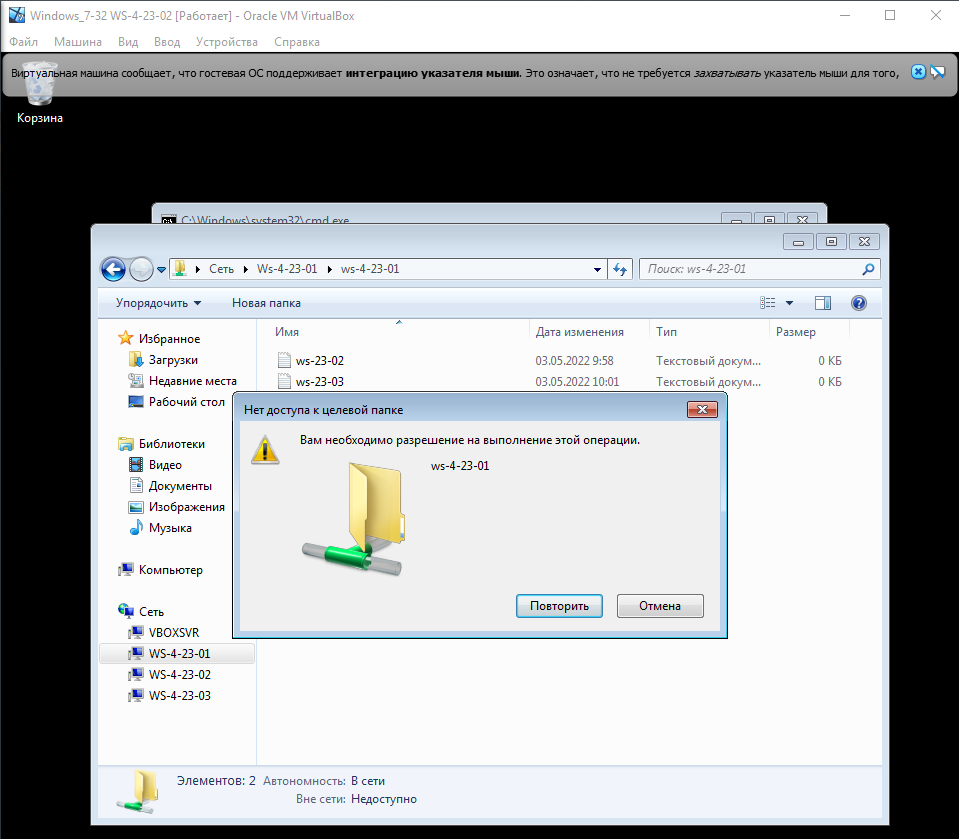 Windows_7-32 WS-4-23-02 [Работает] - Oracle VM VirtualBox
Файл Машина Вид Ввод Устройства Справка
Виртуальная машина сообщает, что гостевая ОС поддерживает интеграцию указателя мыши. Это означает, что не требуется захватывать указатель мыши для того,
Корзина
C:\Windows\system32\cmd.exe
Сеть Ws-4-23-01 ws-4-23-01 Поиск: ws-4-23-01
Упорядочить Новая папка
Избранное
Загрузки
Недавние места
Рабочий стол
Библиотеки
Видео
Документы
Изображения
Музыка
Компьютер
Сеть
VBOXSVR
WS-4-23-01
WS-4-23-02
WS-4-23-03
Имя Дата изменения Тип Размер
ws-23-02 03.05.2022 9:58 Текстовый докум... 0 КБ
ws-23-03 03.05.2022 10:01 Текстовый докум... 0 КБ
Нет доступа к целевой папке
Вам необходимо разрешение на выполнение этой операции.
ws-4-23-01
Повторить Отмена
Элементов: 2 Автономность: В сети
Вне сети: Недоступно